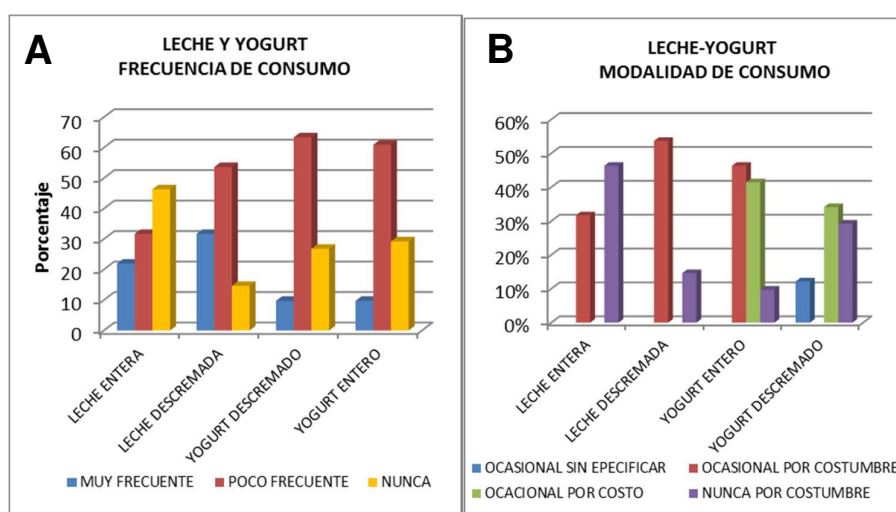 A
LECHE Y YOGURT
FRECUENCIA DE CONSUMO
Porcentaje
70
60
50
40
30
20
10
0
LECHE ENTERA
LECHE DESCREMADA
YOGURT DESCREMADO
YOGURT ENTERO
MUY FRECUENTE
POCO FRECUENTE
NUNCA
B
LECHE-YOGURT
MODALIDAD DE CONSUMO
60%
50%
40%
30%
20%
10%
0%
LECHE ENTERA
LECHE DESCREMADA
YOGURT ENTERO
YOGURT DESCREMADO
OCASIONAL SIN EPECIFICAR
OCASIONAL POR COSTUMBRE
OCACIONAL POR COSTO
NUNCA POR COSTUMBRE